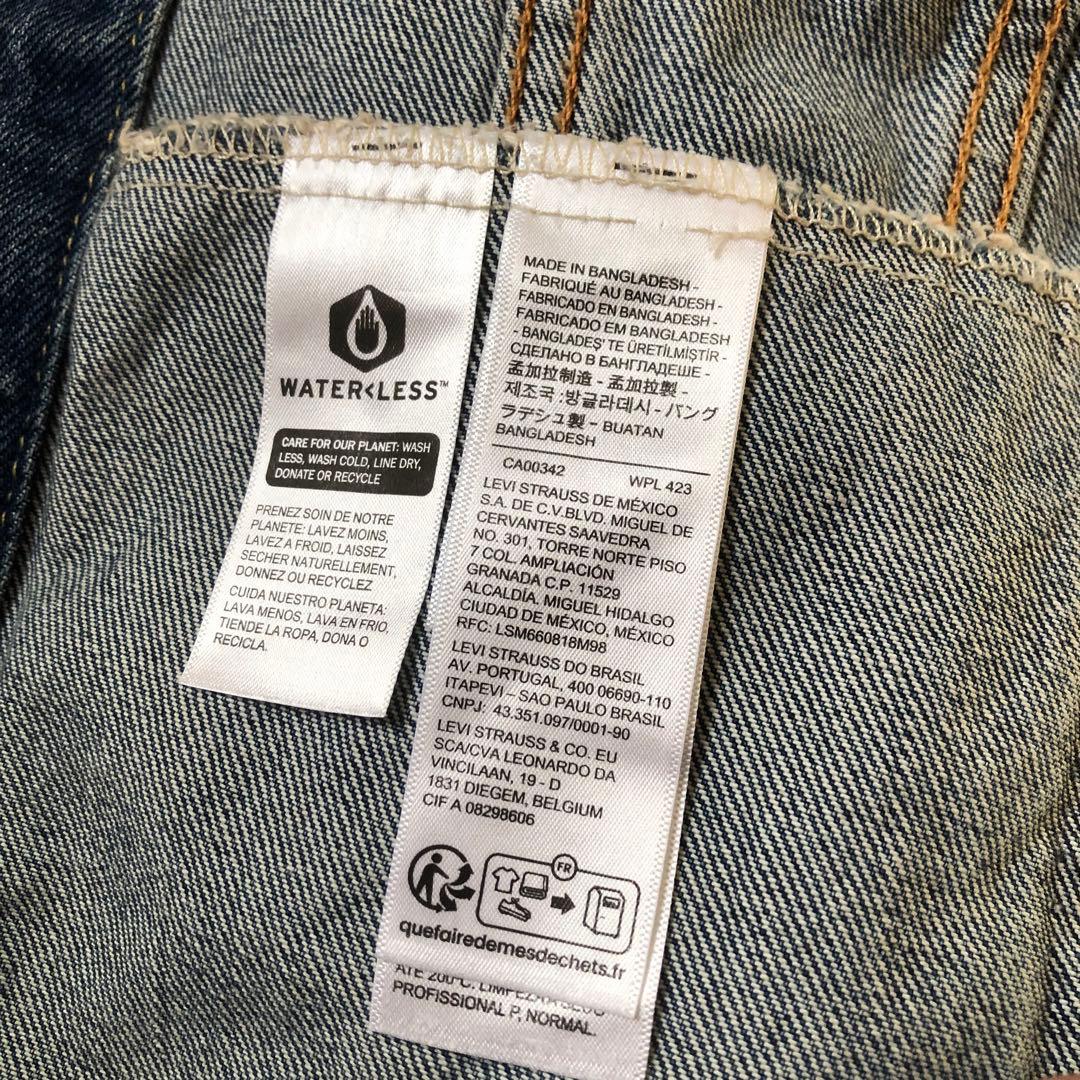 WATER<LESS™
CARE FOR OUR PLANET: WASH
LESS, WASH COLD, LINE DRY,
DONATE OR RECYCLE
PRENEZ SOIN DE NOTRE
PLANETE: LAVEZ MOINS,
LAVEZ A FROID, LAISSEZ
SECHER NATURELLEMENT,
DONNEZ OU RECYCLEZ
CUIDA NUESTRO PLANETA:
LAVA MENOS, LAVA EN FRIO,
TIENDE LA ROPA, DONA O
RECICLA.
MADE IN BANGLADESH -
FABRIQUÉ AU BANGLADESH -
FABRICADO EN BANGLADESH -
FABRICADO EM BANGLADESH
- BANGLADEŞ' TE ÜRETİLMİŞTİR -
СДЕЛАНО В БАНГЛАДЕШЕ -
孟加拉制造 - 孟加拉製 -
제조국 :방글라데시 - バング
ラデシュ製 - BUATAN
BANGLADESH
CA00342 WPL 423
LEVI STRAUSS DE MÉXICO
S.A. DE C.V.BLVD. MIGUEL DE
CERVANTES SAAVEDRA
NO. 301, TORRE NORTE PISO
7 COL. AMPLIACIÓN
GRANADA C.P. 11529
ALCALDÍA, MIGUEL HIDALGO
CIUDAD DE MÉXICO, MÉXICO
RFC: LSM660818M98
LEVI STRAUSS DO BRASIL
AV. PORTUGAL, 400 06690-110
ITAPEVI – SAO PAULO BRASIL
CNPJ: 43.351.097/0001-90
LEVI STRAUSS & CO. EU
SCA/CVA LEONARDO DA
VINCILAAN, 19 - D
1831 DIEGEM, BELGIUM
CIF A 08298606
FR
quefairedemesdechets.fr
ATE 200°C. LIMPEZA
PROFISSIONAL P, NORMAL.